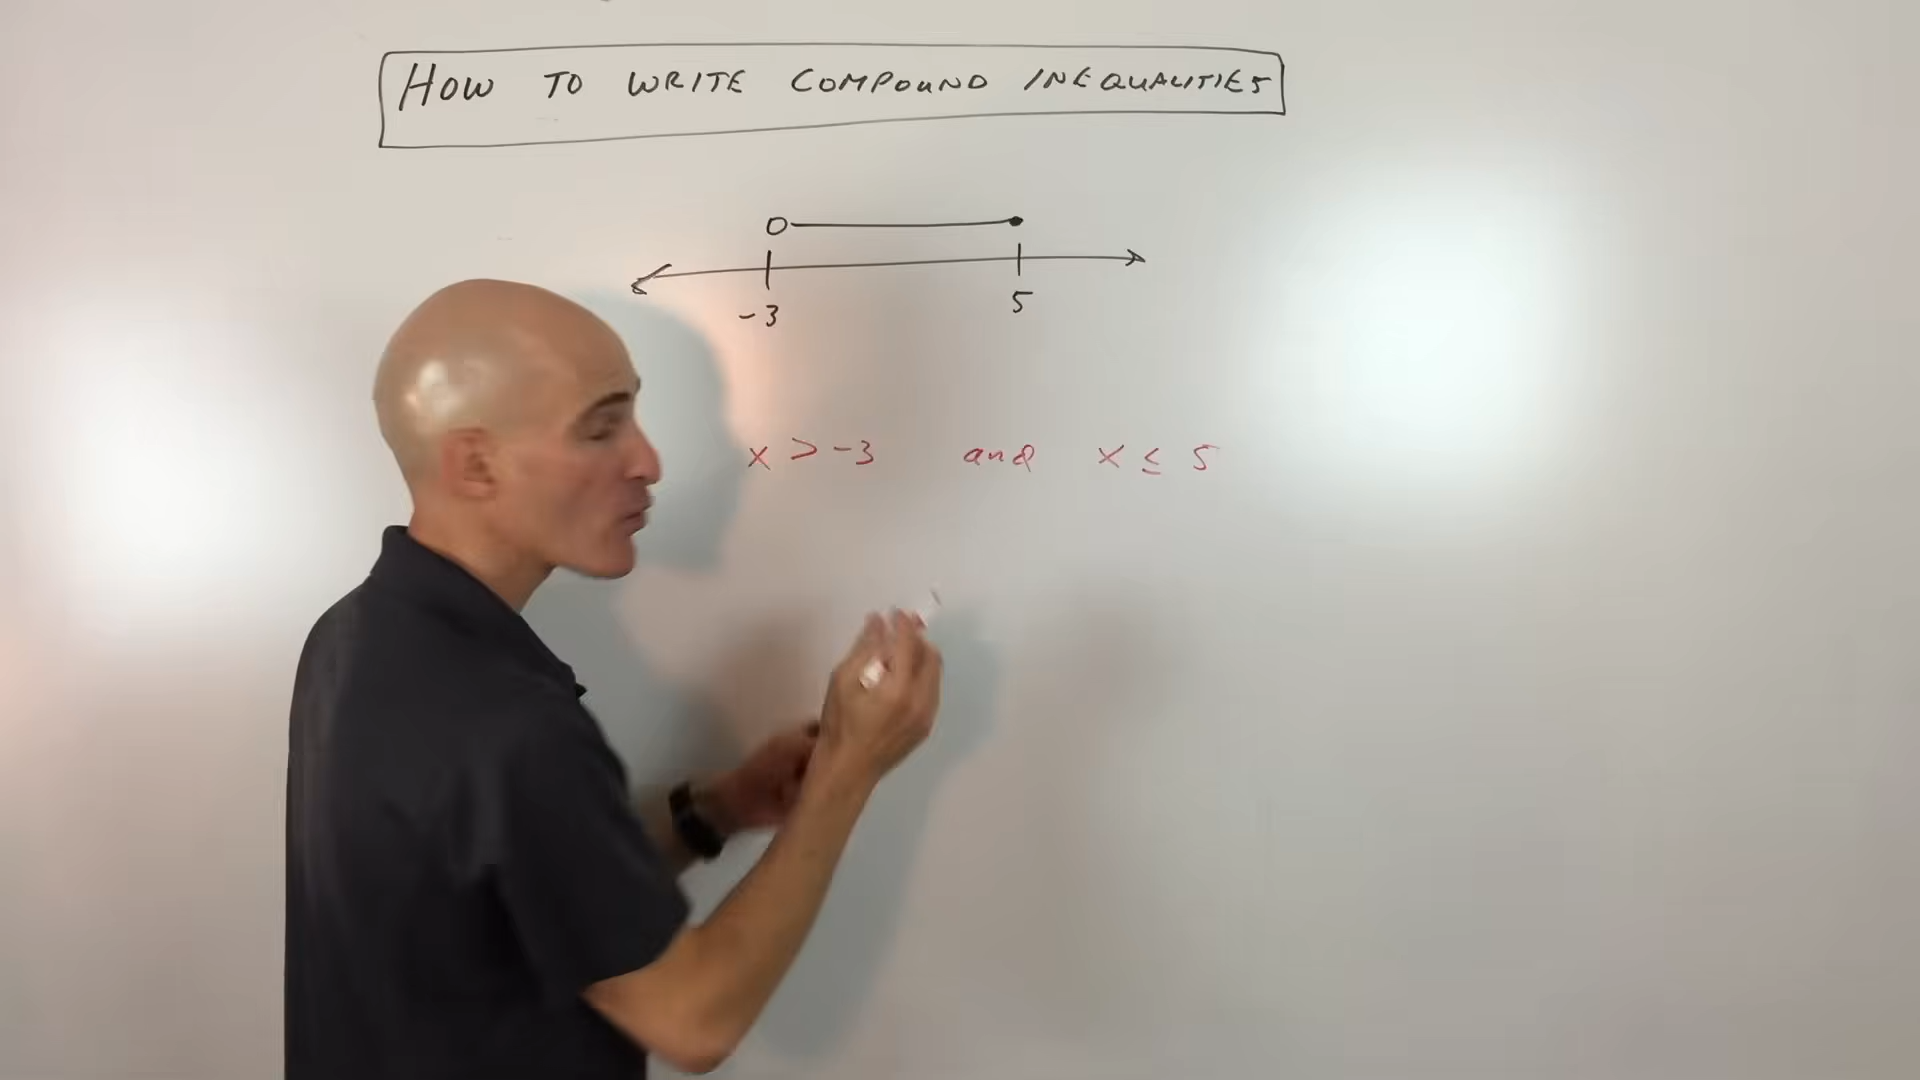 HOW TO WRITE COMPOUND INEQUALITIES
-3 5
x > -3 and x ≤ 5